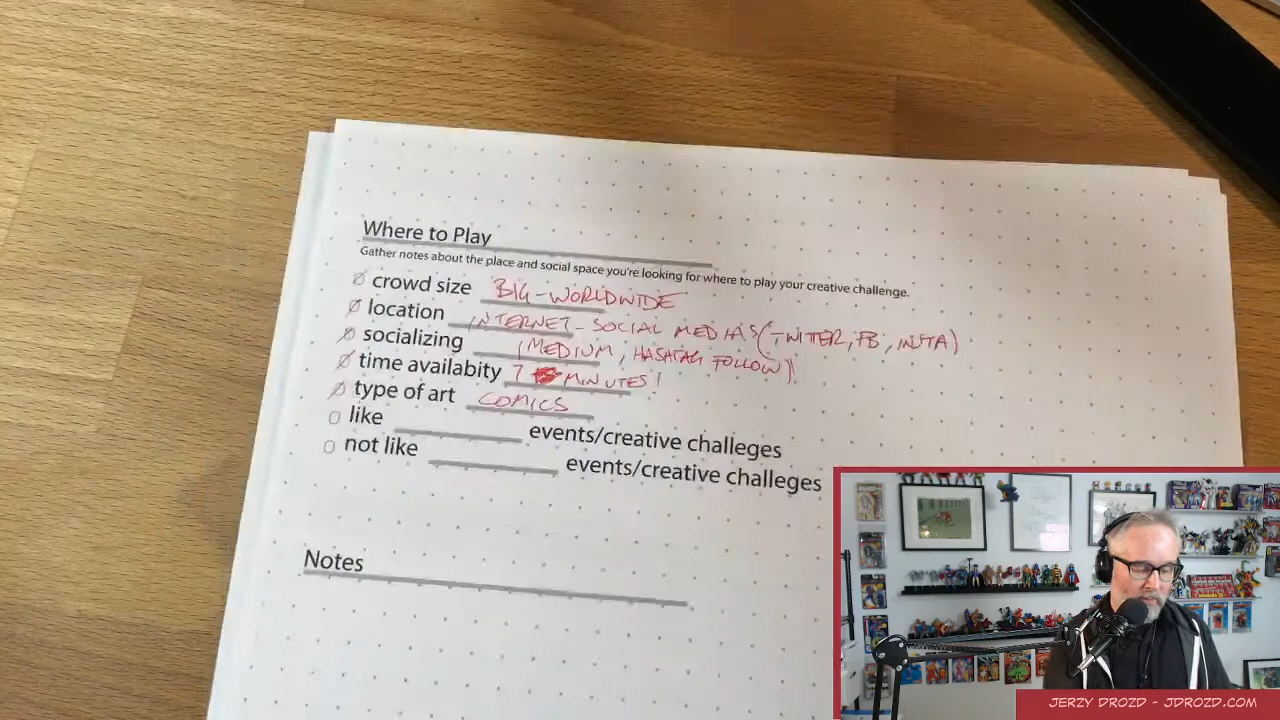 Where to Play
Gather notes about the place and social space you're looking for where to play your creative challenge.
crowd size BIG-WORLDWIDE
location INTERNET-SOCIAL MEDIAS (TWITTER, FB, INSTA)
socializing (MEDIUM, HASHTAG FOLLOW)
time availabity 7 MINUTES!
type of art COMICS
like events/creative challeges
not like events/creative challeges
Notes
JERZY DROZD - JDROZD.COM